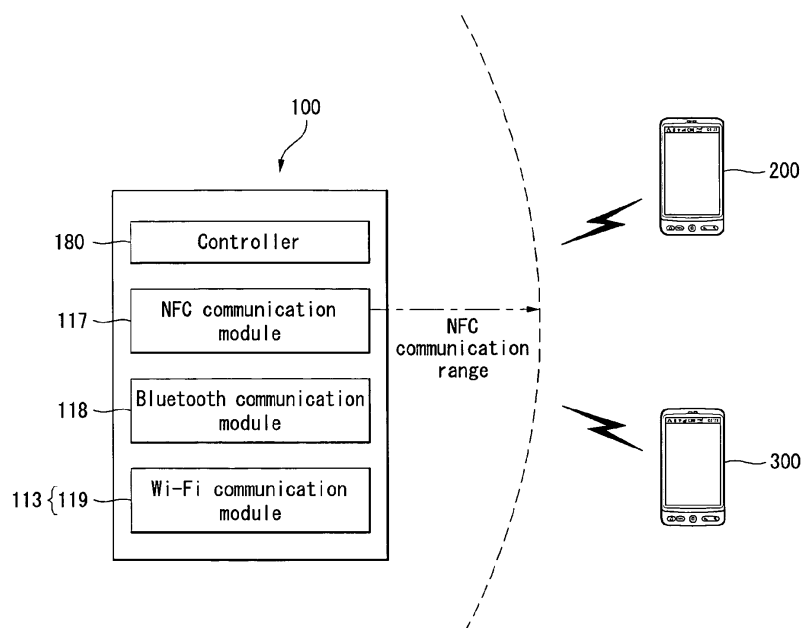 100
200
180
Controller
117
NFC communication
module
NFC
communication
range
118
Bluetooth communication
module
300
113 { 119
Wi-Fi communication
module